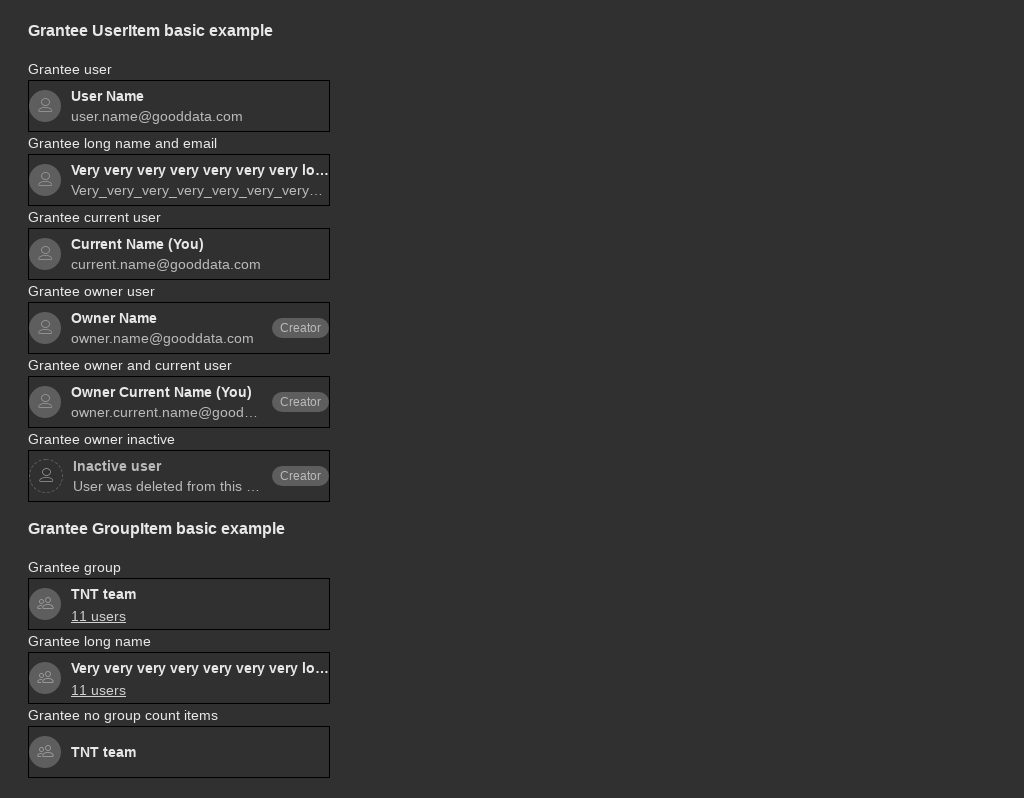 Grantee UserItem basic example
Grantee user
User Name
user.name@gooddata.com
Grantee long name and email
Very very very very very very very lo…
Very_very_very_very_very_very_very…
Grantee current user
Current Name (You)
current.name@gooddata.com
Grantee owner user
Owner Name
owner.name@gooddata.com
Creator
Grantee owner and current user
Owner Current Name (You)
owner.current.name@good…
Creator
Grantee owner inactive
Inactive user
User was deleted from this …
Creator
Grantee GroupItem basic example
Grantee group
TNT team
11 users
Grantee long name
Very very very very very very very lo…
11 users
Grantee no group count items
TNT team